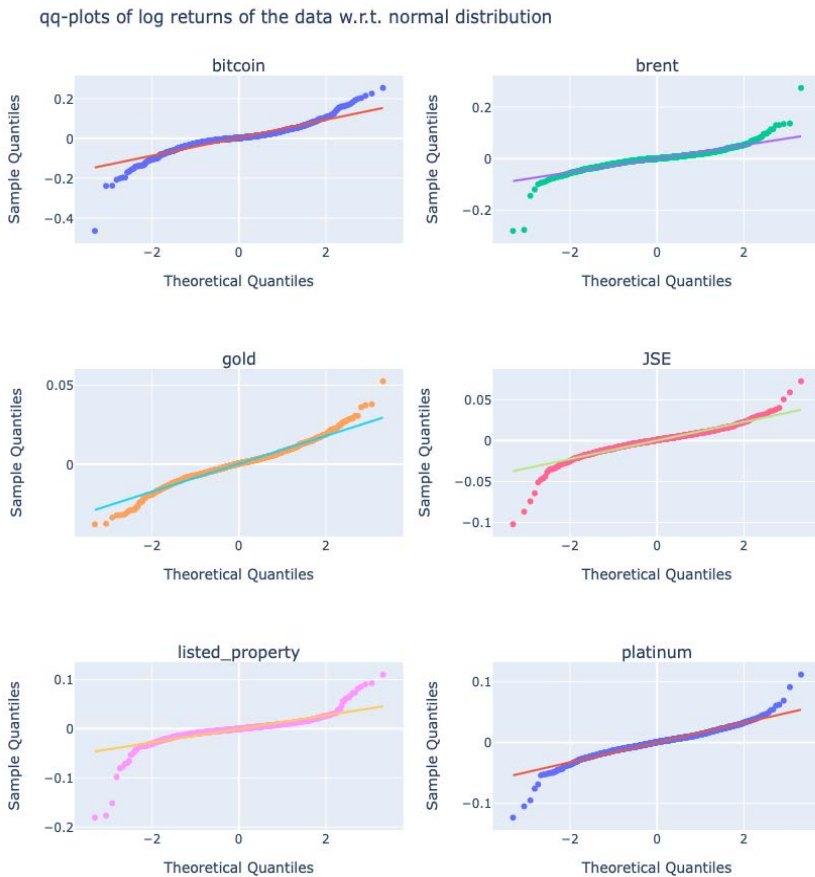 qq-plots of log returns of the data w.r.t. normal distribution
bitcoin
Sample Quantiles
0.2
0
−0.2
−0.4
−2
0
2
Theoretical Quantiles
brent
Sample Quantiles
0.2
0
−0.2
−2
0
2
Theoretical Quantiles
gold
Sample Quantiles
0.05
0
−2
0
2
Theoretical Quantiles
JSE
Sample Quantiles
0.05
0
−0.05
−0.1
−2
0
2
Theoretical Quantiles
listed_property
Sample Quantiles
0.1
0
−0.1
−0.2
−2
0
2
Theoretical Quantiles
platinum
Sample Quantiles
0.1
0
−0.1
−2
0
2
Theoretical Quantiles